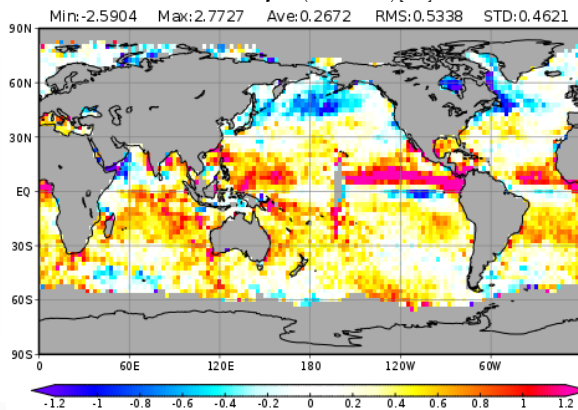 Min:-2.5904 Max:2.7727 Ave:0.2672 RMS:0.5338 STD:0.4621
90N
60N
30N
EQ
30S
60S
90S
0 60E 120E 180 120W 60W
-1.2 -1 -0.8 -0.6 -0.4 -0.2 0 0.2 0.4 0.6 0.8 1 1.2